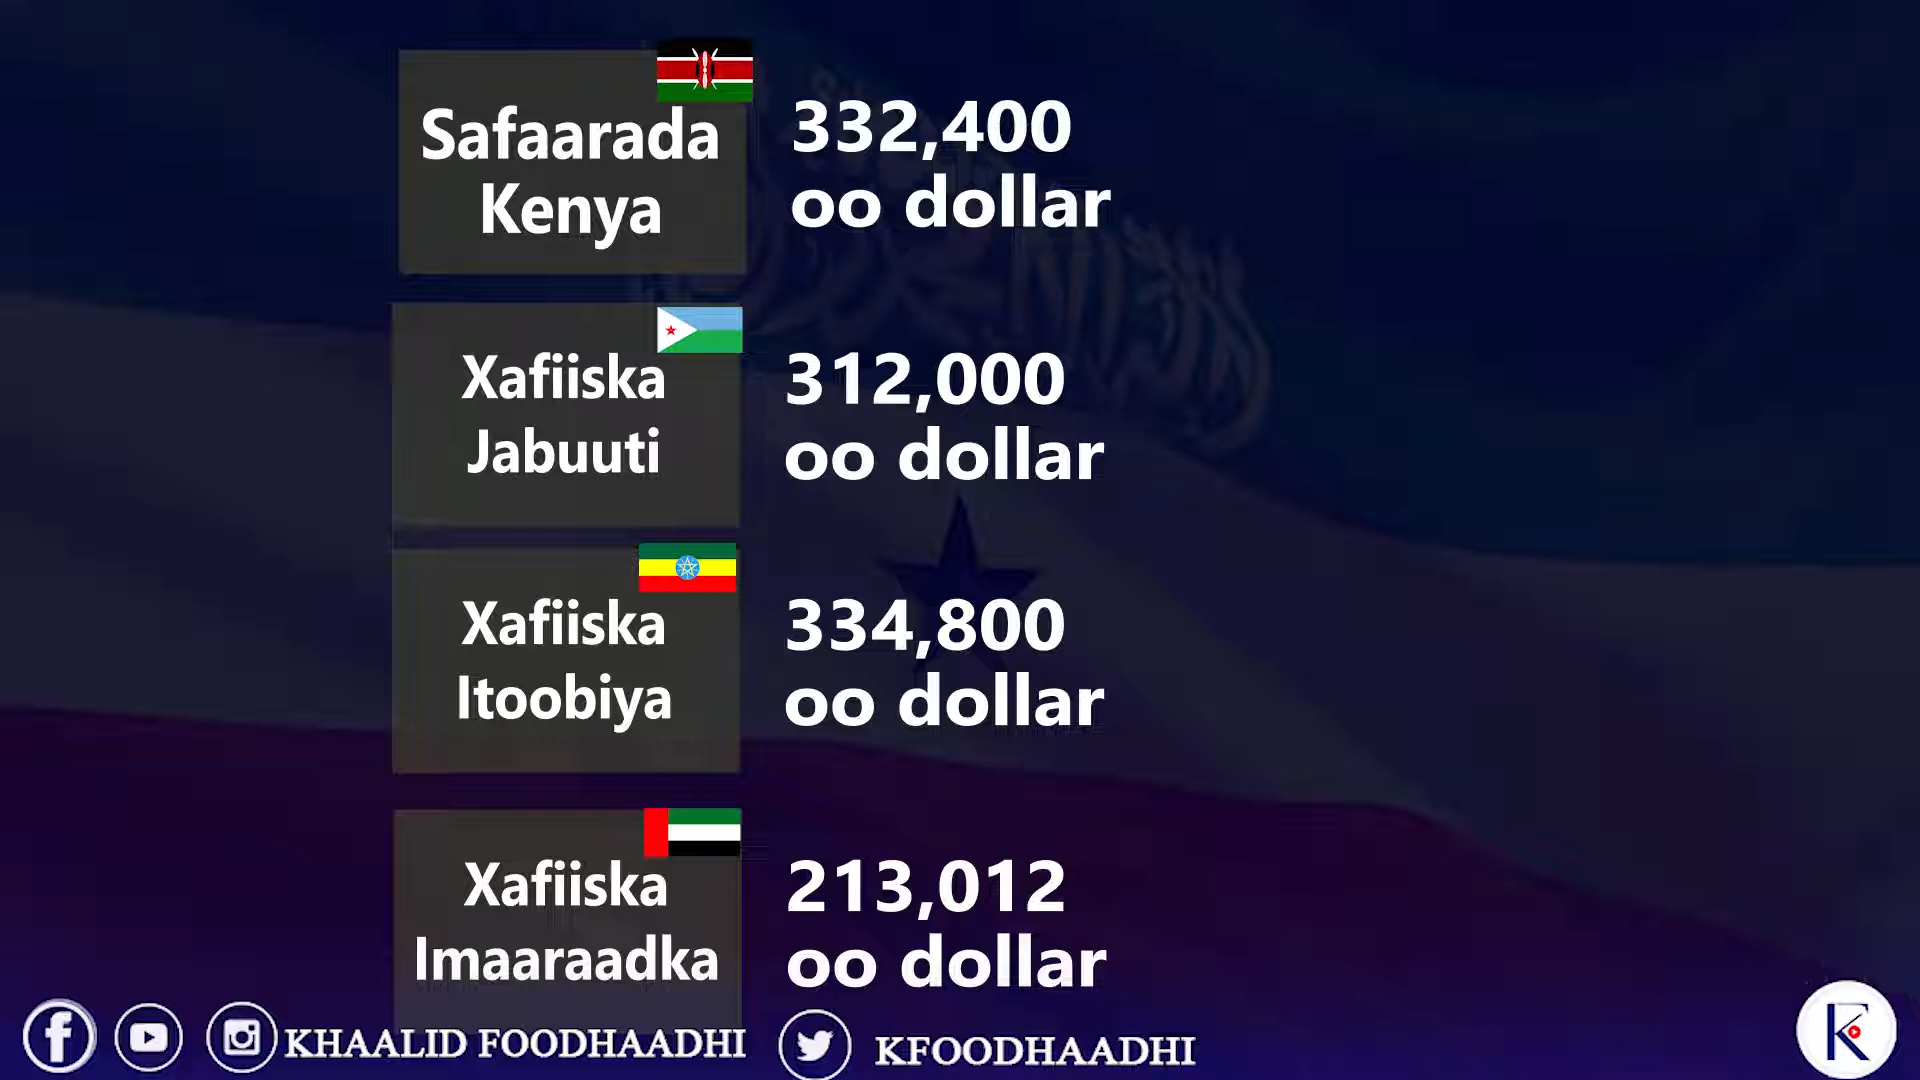 Safaarada
Kenya
332,400
oo dollar
Xafiiska
Jabuuti
312,000
oo dollar
Xafiiska
Itoobiya
334,800
oo dollar
Xafiiska
Imaaraadka
213,012
oo dollar
KHAALID FOODHAADHI
KFOODHAADHI